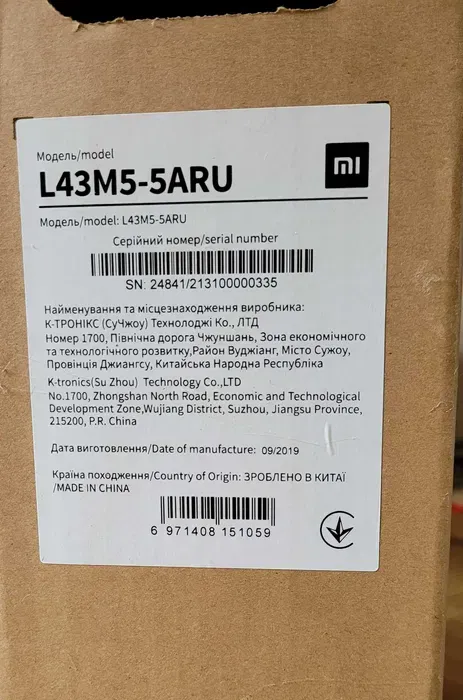 Модель/model
L43M5-5ARU
mi
Модель/model: L43M5-5ARU
Серійний номер/serial number
SN: 24841/213100000335
Найменування та місцезнаходження виробника:
К-ТРОНІКС (СуЧжоу) Технолоджі Ко., ЛТД
Номер 1700, Північна дорога Чжуншань, Зона економічного
та технологічного розвитку,Район Вуджіанг, Місто Сужоу,
Провінція Джиангсу, Китайська Народна Республіка
K-tronics(Su Zhou) Technology Co.,LTD
No.1700, Zhongshan North Road, Economic and Technological
Development Zone,Wujiang District, Suzhou, Jiangsu Province,
215200, P.R. China
Дата виготовлення/Date of manufacture: 09/2019
Країна походження/Country of Origin: ЗРОБЛЕНО В КИТАЇ
/MADE IN CHINA
6 971408 151059